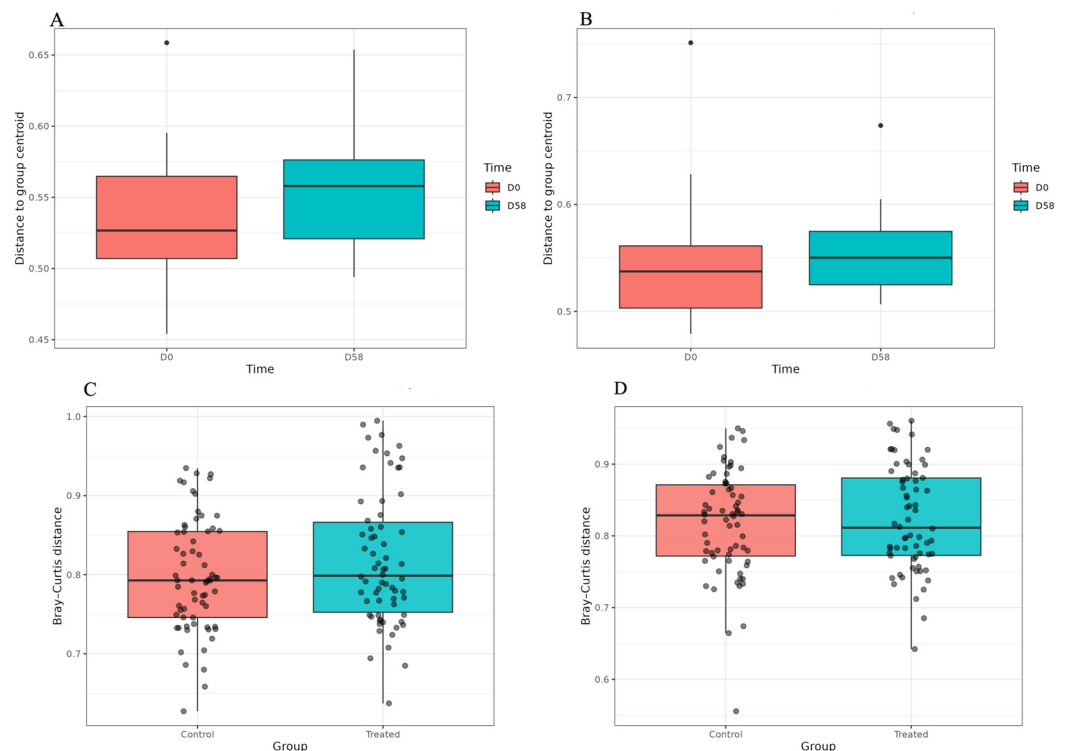 A
Distance to group centroid
0.65
0.60
0.55
0.50
0.45
D0
D58
Time
Time
D0
D58
B
Distance to group centroid
0.7
0.6
0.5
D0
D58
Time
Time
D0
D58
C
Bray–Curtis distance
1.0
0.9
0.8
0.7
Control
Treated
Group
D
Bray–Curtis distance
0.9
0.8
0.7
0.6
Control
Treated
Group